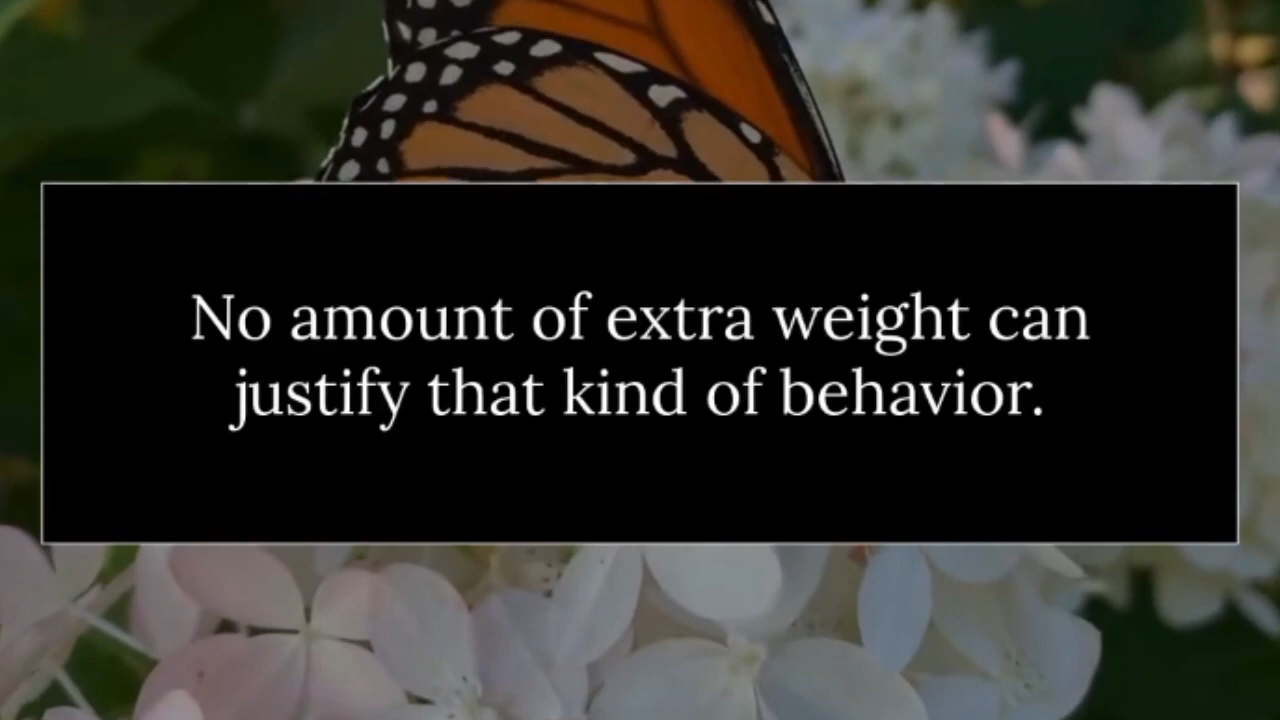 No amount of extra weight can
justify that kind of behavior.